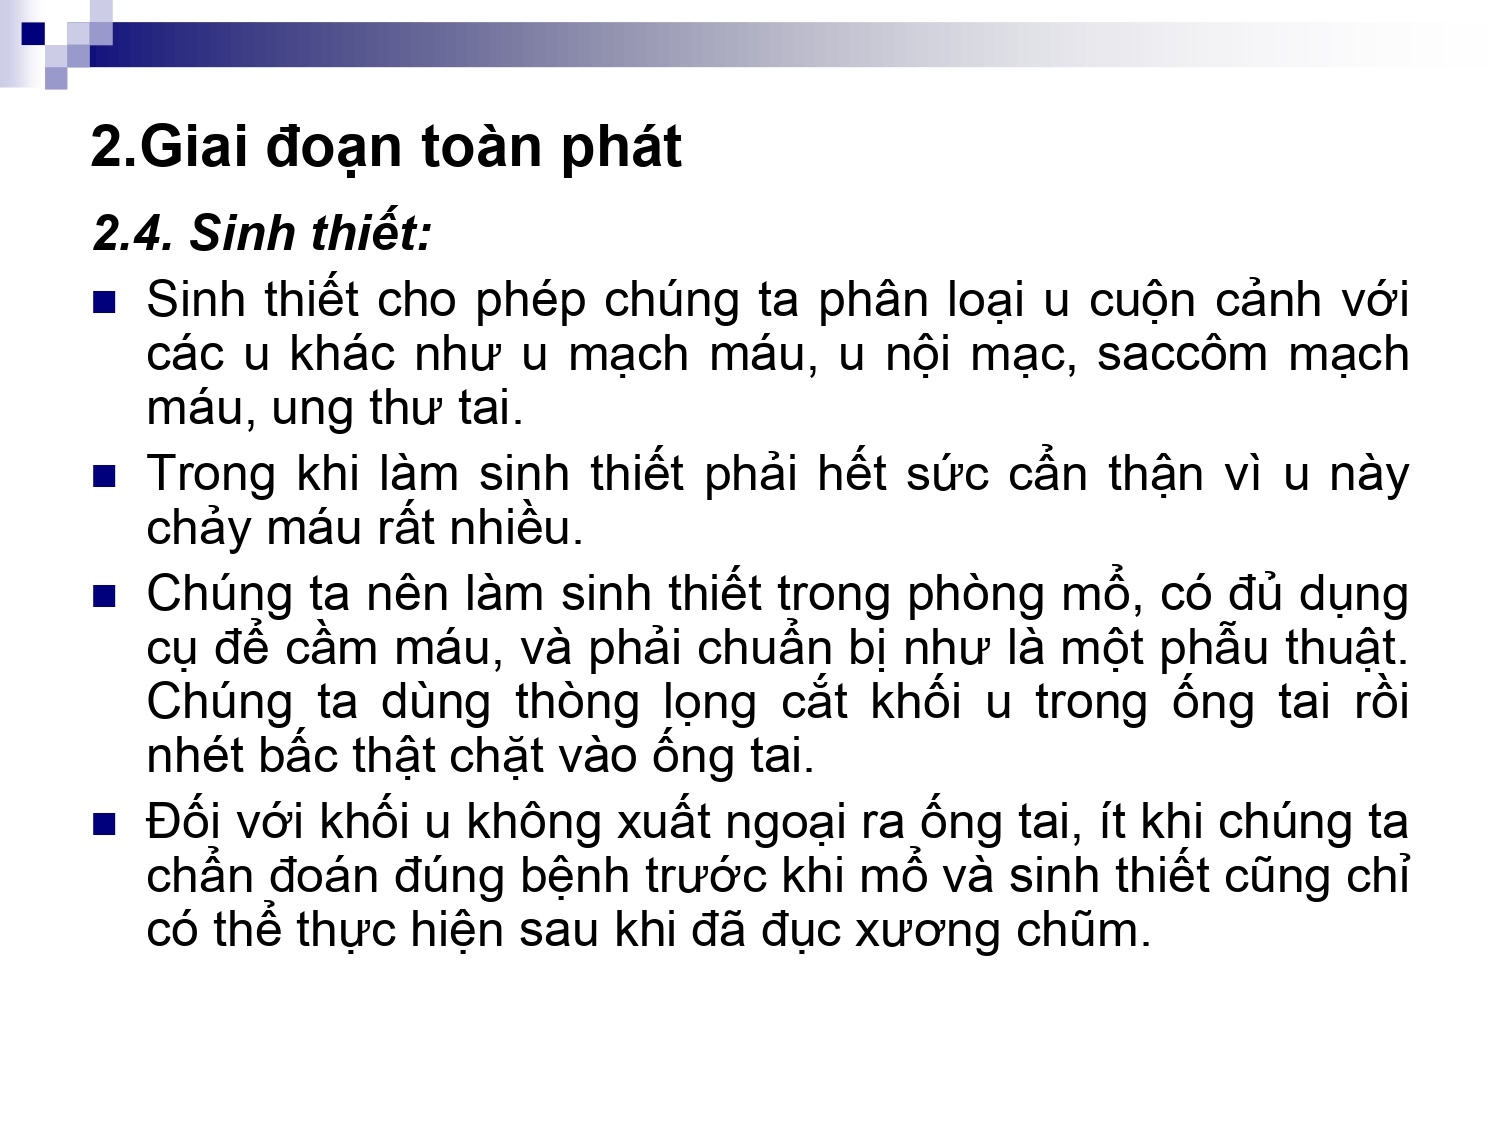 2.Giai đoạn toàn phát
2.4. Sinh thiết:
Sinh thiết cho phép chúng ta phân loại u cuộn cảnh với
các u khác như u mạch máu, u nội mạc, saccôm mạch
máu, ung thư tai.
Trong khi làm sinh thiết phải hết sức cẩn thận vì u này
chảy máu rất nhiều.
Chúng ta nên làm sinh thiết trong phòng mổ, có đủ dụng
cụ để cầm máu, và phải chuẩn bị như là một phẫu thuật.
Chúng ta dùng thòng lọng cắt khối u trong ống tai rồi
nhét bấc thật chặt vào ống tai.
Đối với khối u không xuất ngoại ra ống tai, ít khi chúng ta
chẩn đoán đúng bệnh trước khi mổ và sinh thiết cũng chỉ
có thể thực hiện sau khi đã đục xương chũm.